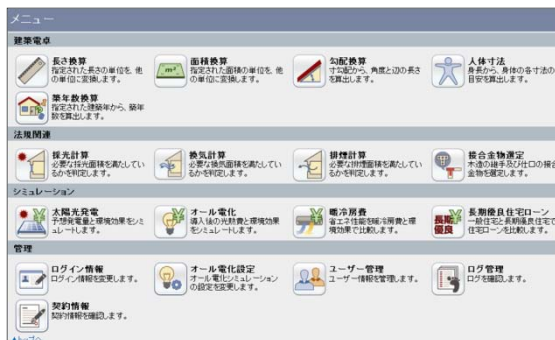 メニュー
建築電卓
長さ換算
指定された長さの単位を、他
の単位に変換します。
面積換算
指定された面積の単位を、他
の単位に変換します。
勾配換算
寸勾配から、角度と辺の長さ
を算出します。
人体寸法
身長から、身体の各寸法の
目安を算出します。
築年数換算
指定された建築年から、築年
数を算出します。
法規関連
採光計算
必要な採光面積を満たしてい
るかを判定します。
換気計算
必要な換気面積を満たしてい
るかを判定します。
排煙計算
必要な排煙面積を満たしてい
るかを判定します。
接合金物選定
木造の継手及び仕口の接合
金物を選定します。
シミュレーション
太陽光発電
予想発電量と環境効果をシミ
ュレートします。
オール電化
導入後の光熱費と環境効果
をシミュレートします。
暖冷房費
省エネ性能を暖冷房費と環
境効果で比較します。
長期優良
長期優良住宅ローン
一般住宅と長期優良住宅で
住宅ローンを比較します。
管理
ログイン情報
ログイン情報を変更します。
オール電化設定
オール電化シミュレーション
の設定を変更します。
ユーザー管理
ユーザー情報を管理します。
ログ管理
ログを確認します。
契約情報
契約情報を確認します。
▲トップへ